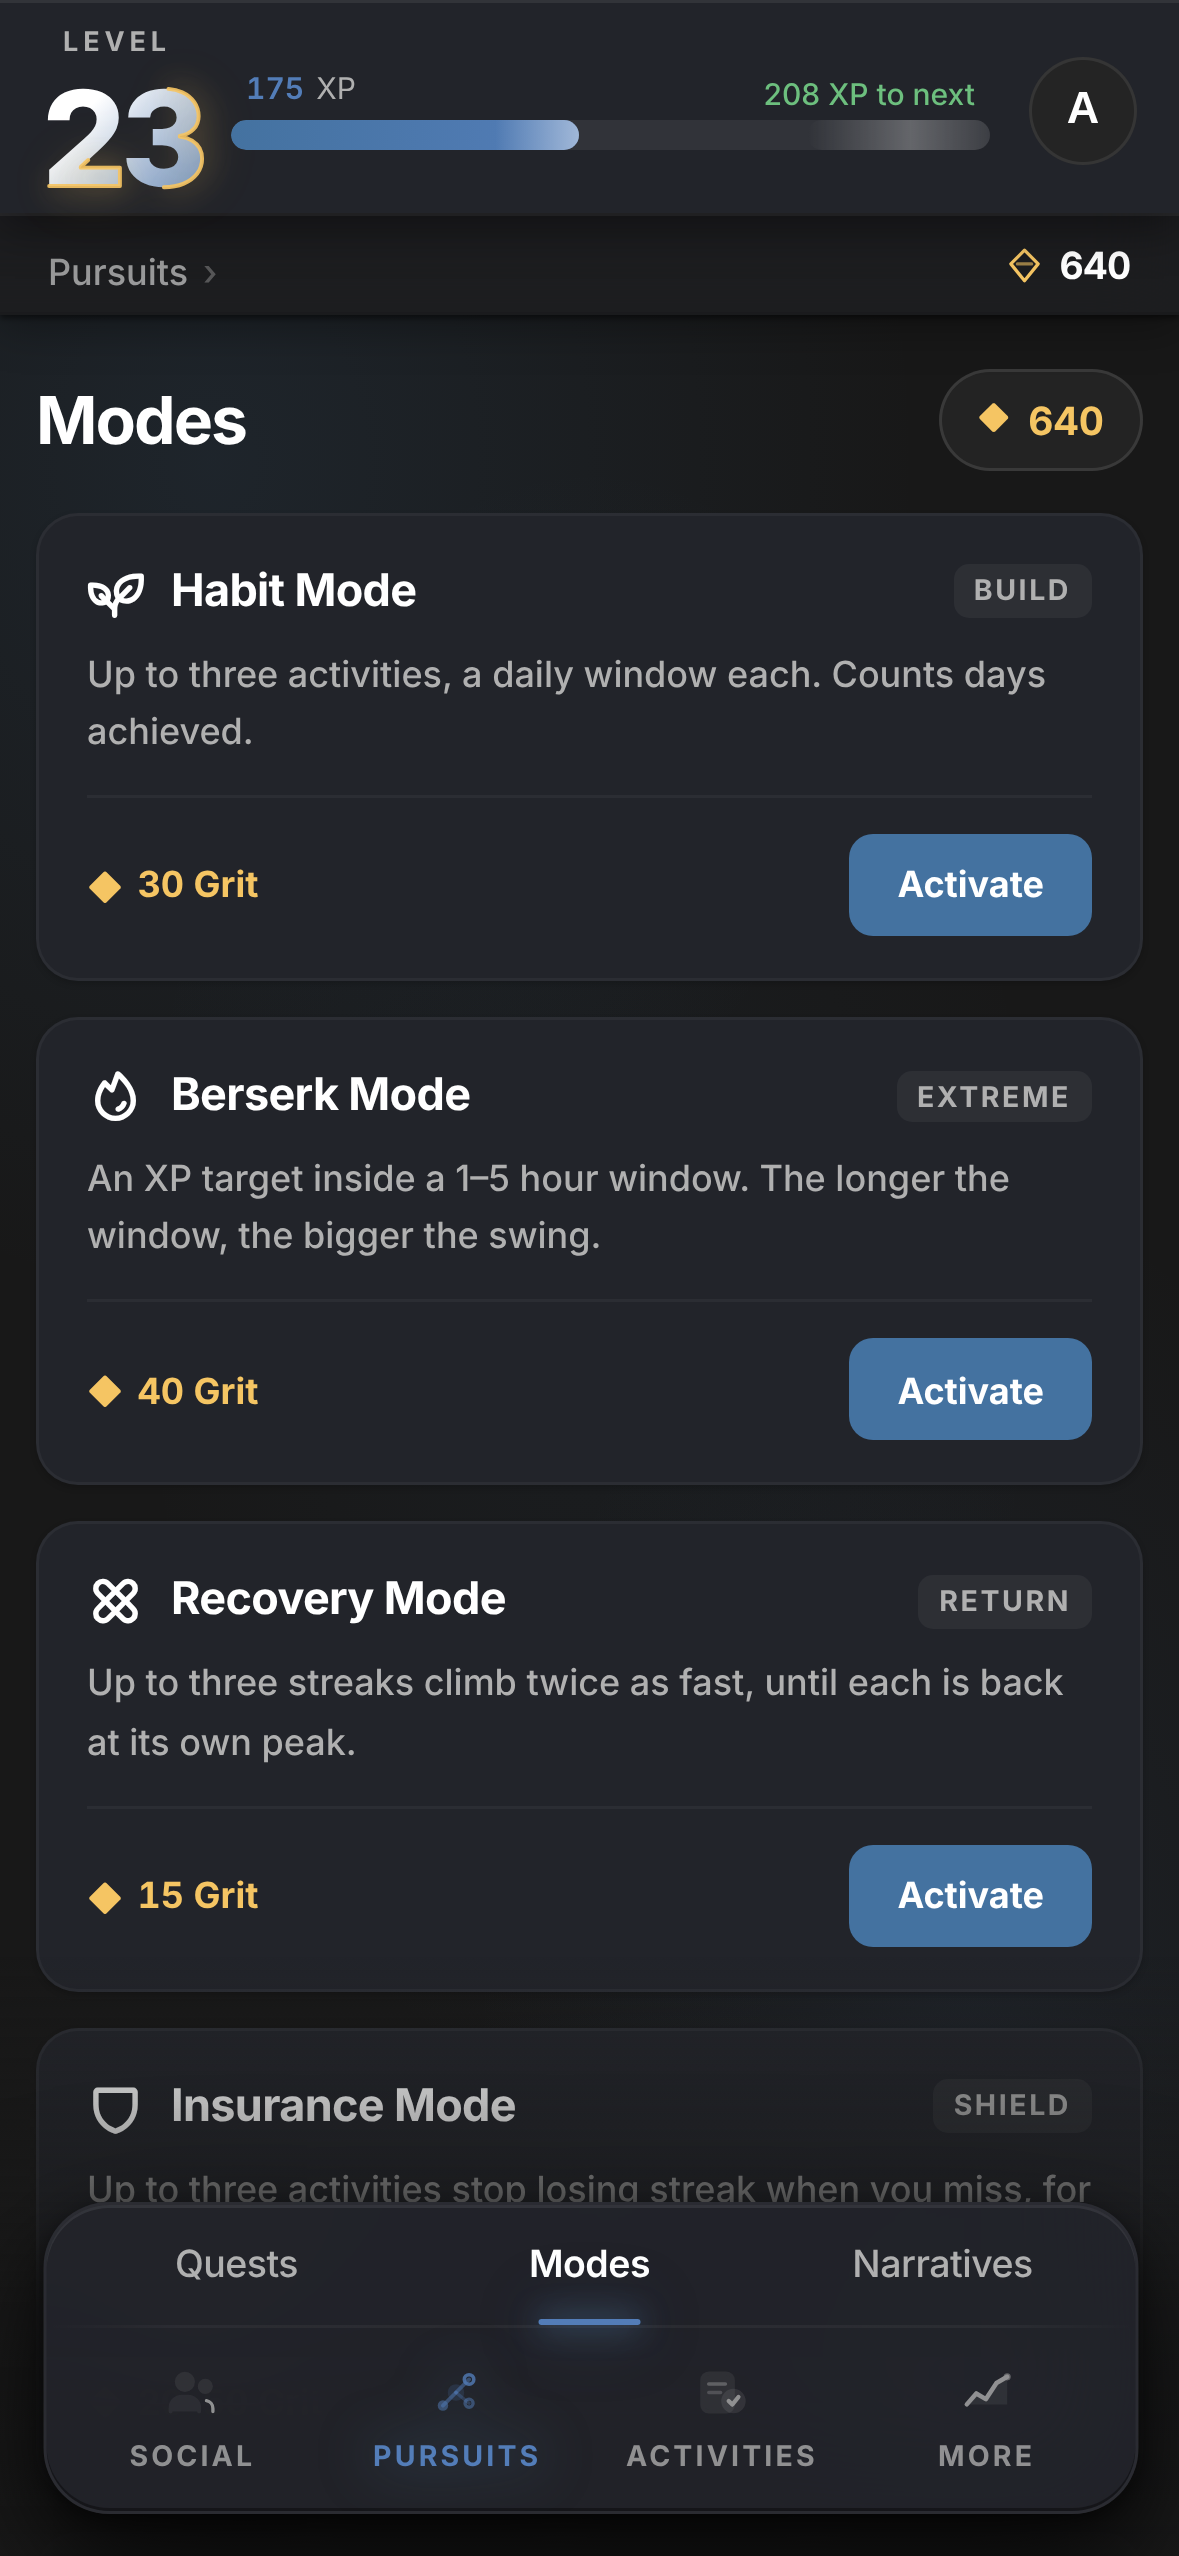 LEVEL
23
175 XP
208 XP to next
A
Pursuits ›
640
Modes
640
Habit Mode
BUILD
Up to three activities, a daily window each. Counts days
achieved.
30 Grit
Activate
Berserk Mode
EXTREME
An XP target inside a 1–5 hour window. The longer the
window, the bigger the swing.
40 Grit
Activate
Recovery Mode
RETURN
Up to three streaks climb twice as fast, until each is back
at its own peak.
15 Grit
Activate
Insurance Mode
SHIELD
Up to three activities stop losing streak when you miss, for
Quests
Modes
Narratives
SOCIAL
PURSUITS
ACTIVITIES
MORE